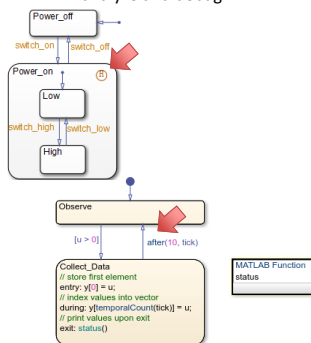 Power_off
switch_on
switch_off
Power_on
Low
switch_high
switch_low
High
Observe
[u > 0]
after(10, tick)
Collect_Data
// store first element
entry: y[0] = u;
// index values into vector
during: y[temporalCount(tick)] = u;
// print values upon exit
exit: status()
MATLAB Function
status